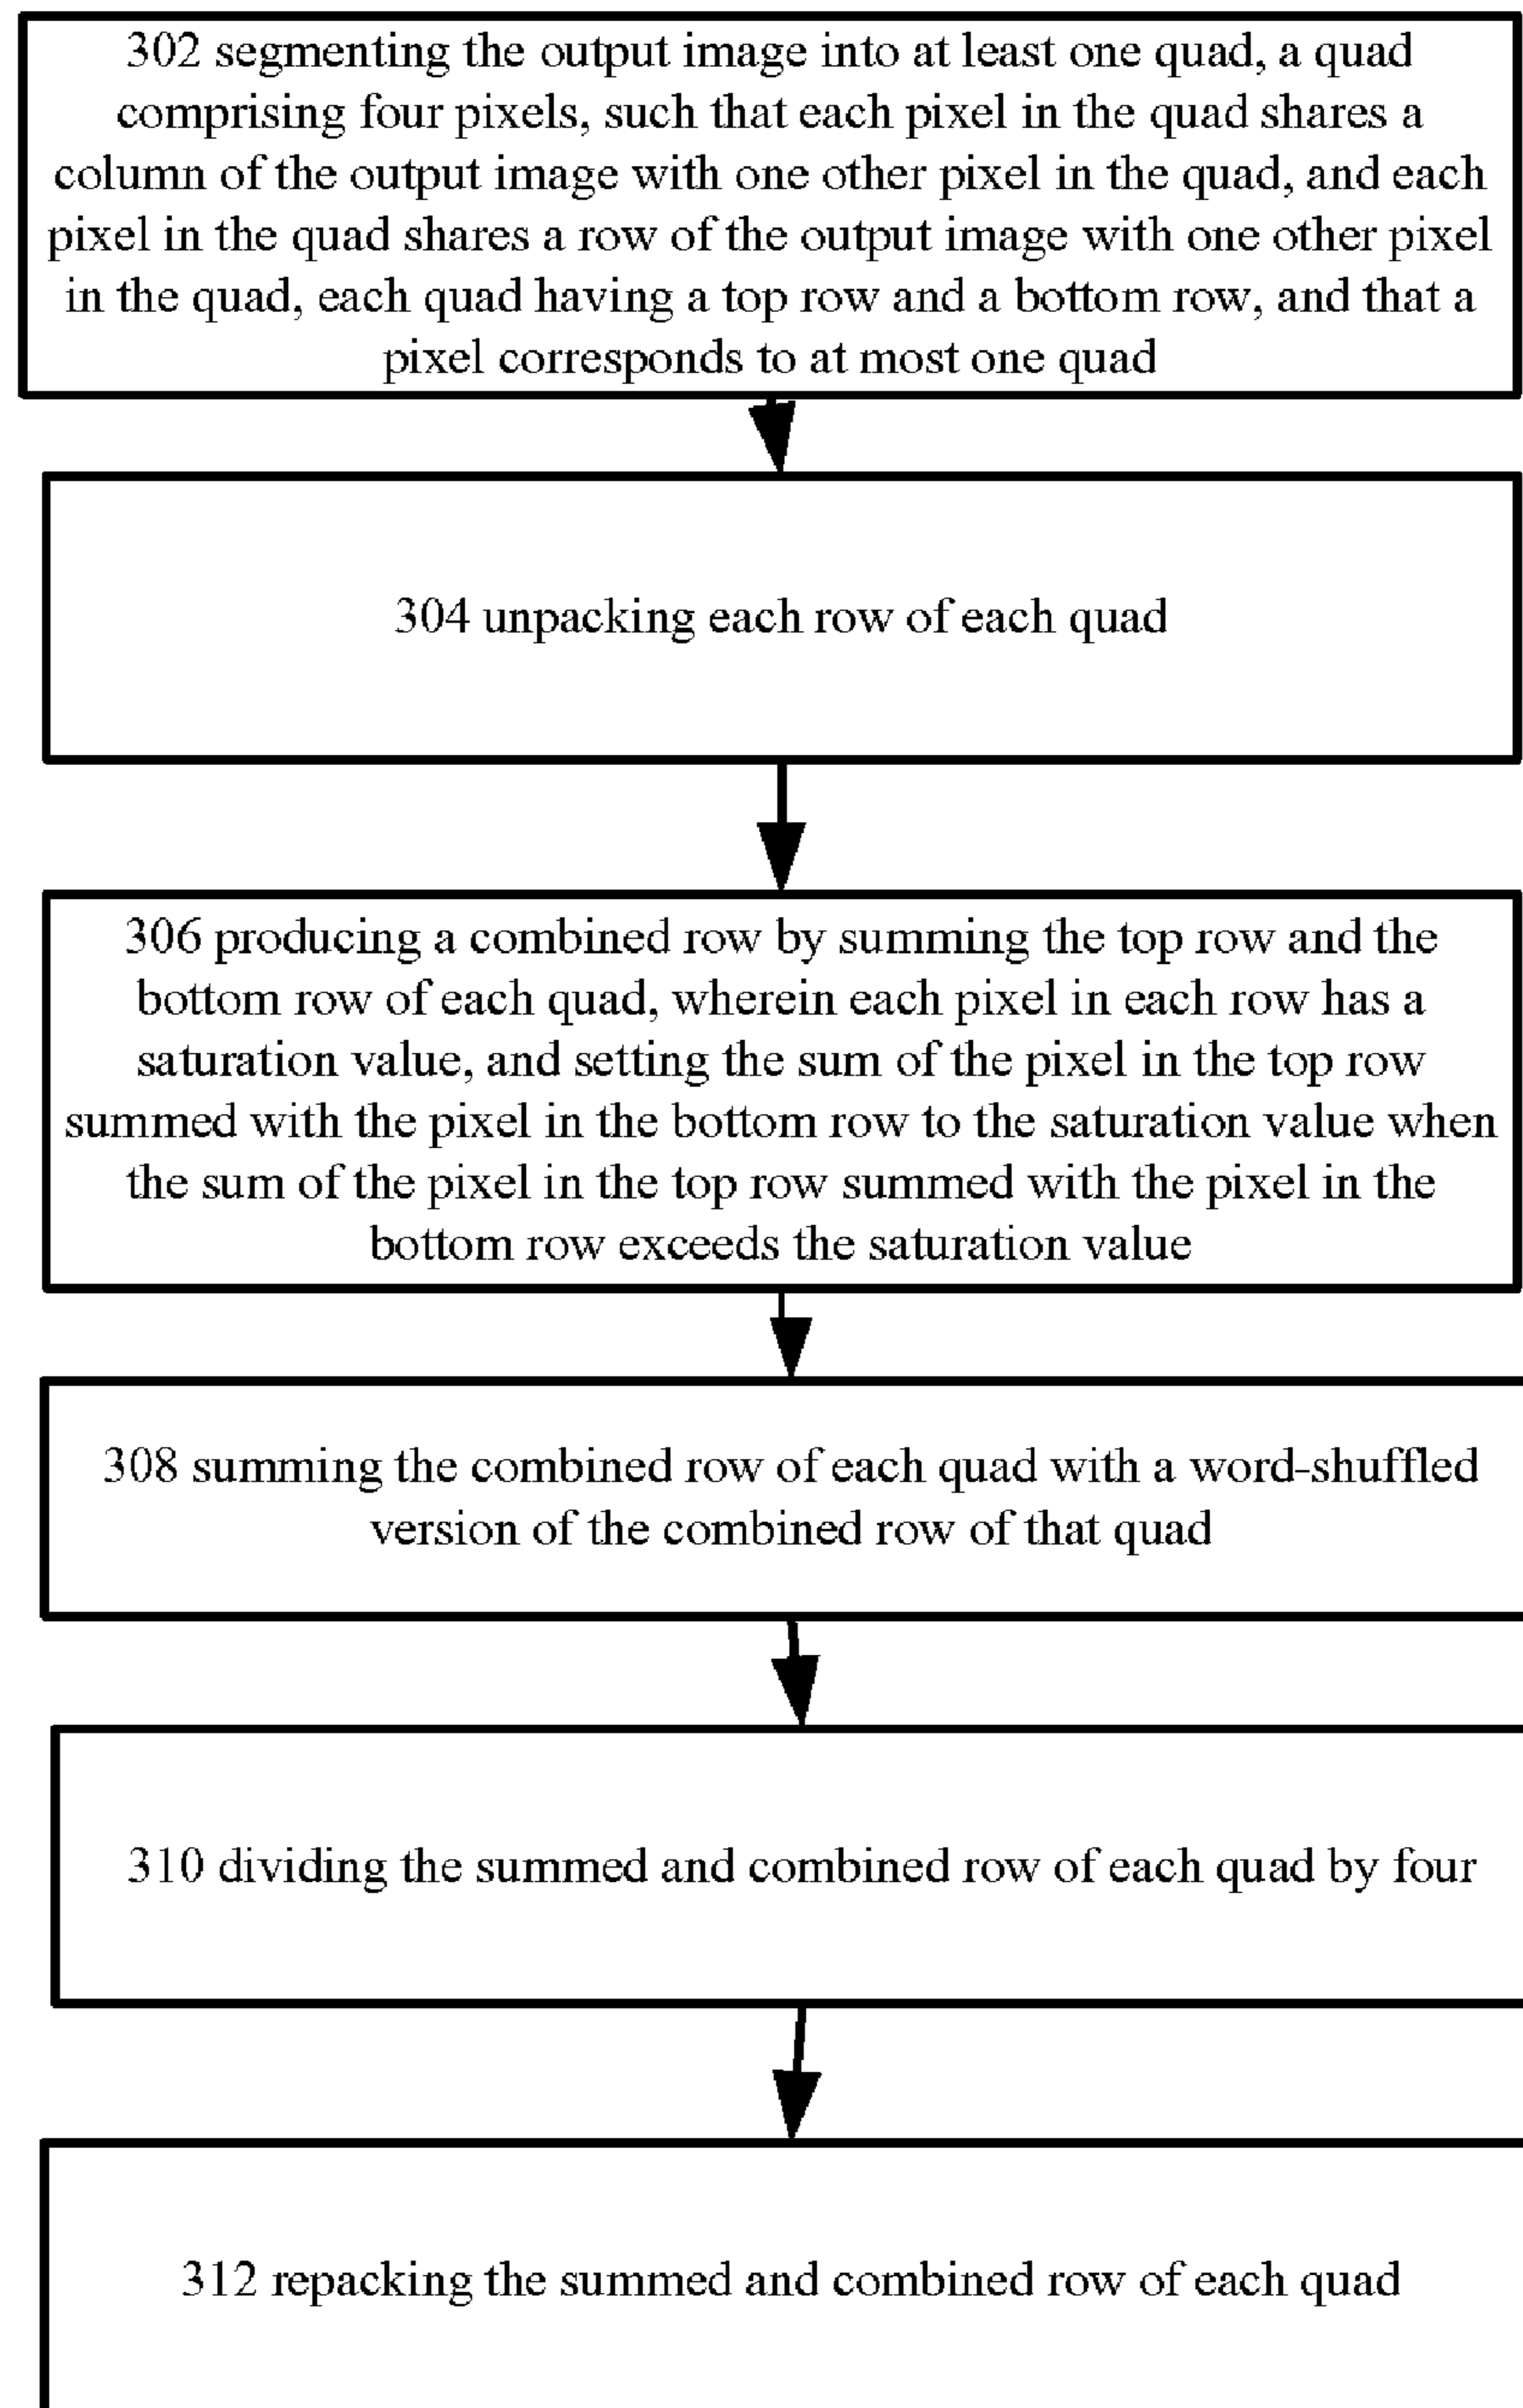 302 segmenting the output image into at least one quad, a quad
comprising four pixels, such that each pixel in the quad shares a
column of the output image with one other pixel in the quad, and each
pixel in the quad shares a row of the output image with one other pixel
in the quad, each quad having a top row and a bottom row, and that a
pixel corresponds to at most one quad
304 unpacking each row of each quad
306 producing a combined row by summing the top row and the
bottom row of each quad, wherein each pixel in each row has a
saturation value, and setting the sum of the pixel in the top row
summed with the pixel in the bottom row to the saturation value when
the sum of the pixel in the top row summed with the pixel in the
bottom row exceeds the saturation value
308 summing the combined row of each quad with a word-shuffled
version of the combined row of that quad
310 dividing the summed and combined row of each quad by four
312 repacking the summed and combined row of each quad